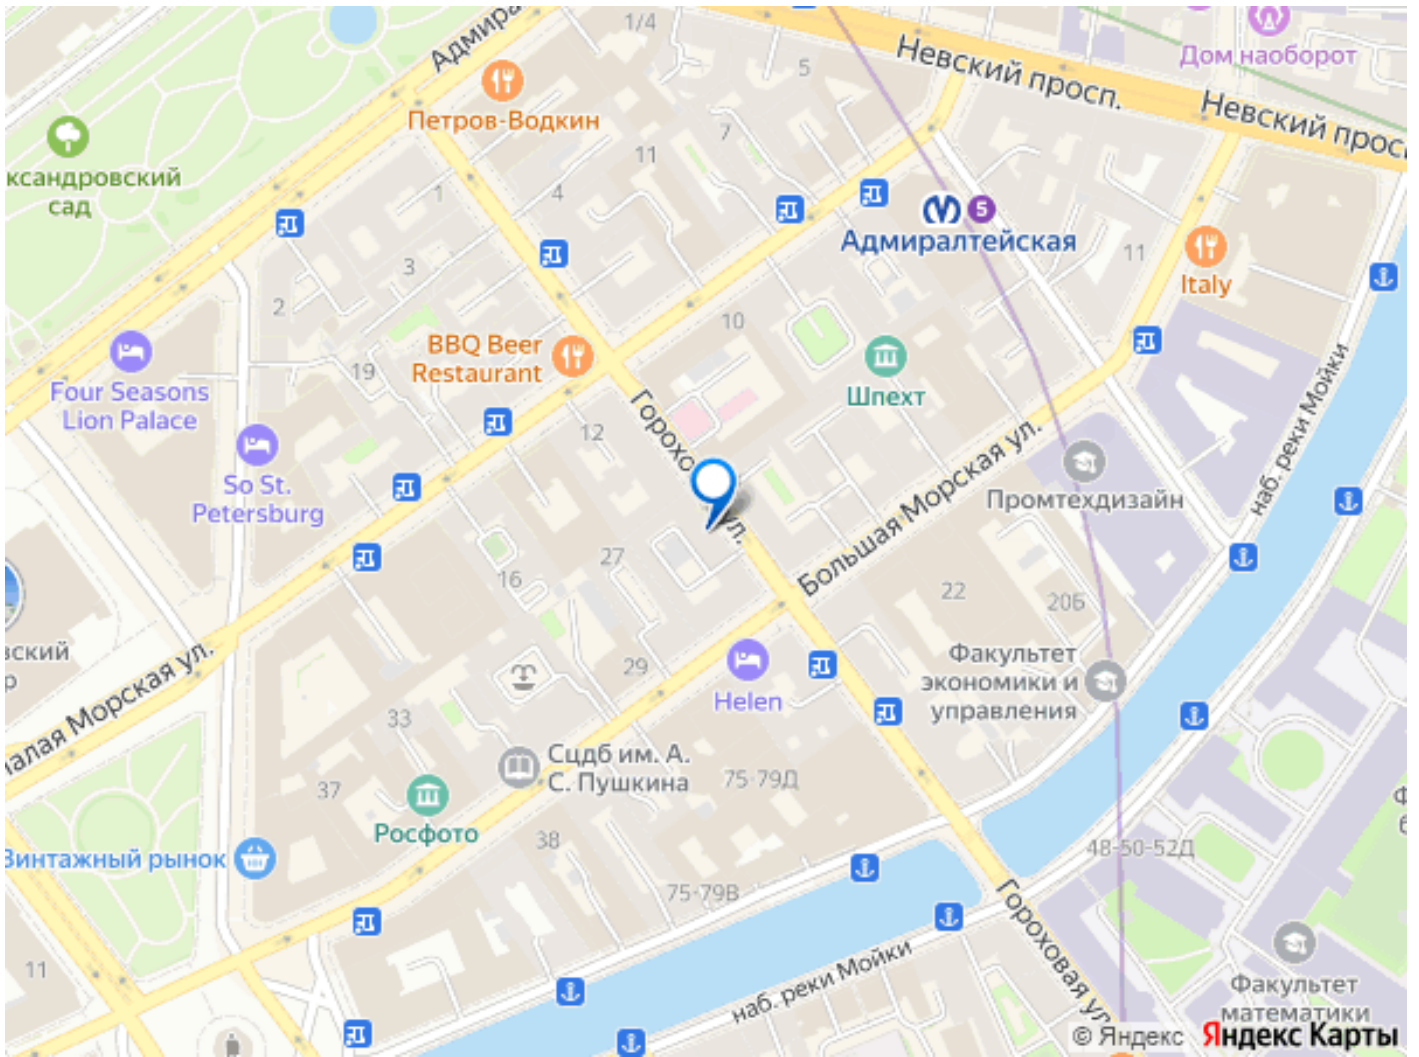 1/4
Адмира
Невский просп.
Дом наоборот
5
Невский просп
Петров-Водкин
7
11
ксандровский
сад
1
4
5
Адмиралтейская
11
3
Italy
2
10
BBQ Beer
Restaurant
19
Four Seasons
Lion Palace
Шпехт
наб. реки Мойки
Горохо
ул.
12
So St.
Petersburg
Большая Морская ул.
Промтехдизайн
27
16
22
20Б
вский
р
29
Факультет
экономики и
управления
Helen
алая Морская ул.
33
Сцдб им. А.
С. Пушкина
75-79Д
37
Росфото
Винтажный рынок
38
48-50-52Д
75-79В
Ф
б
Гороховая ул.
наб. реки Мойки
11
Факультет
математики
© Яндекс Яндекс Карты